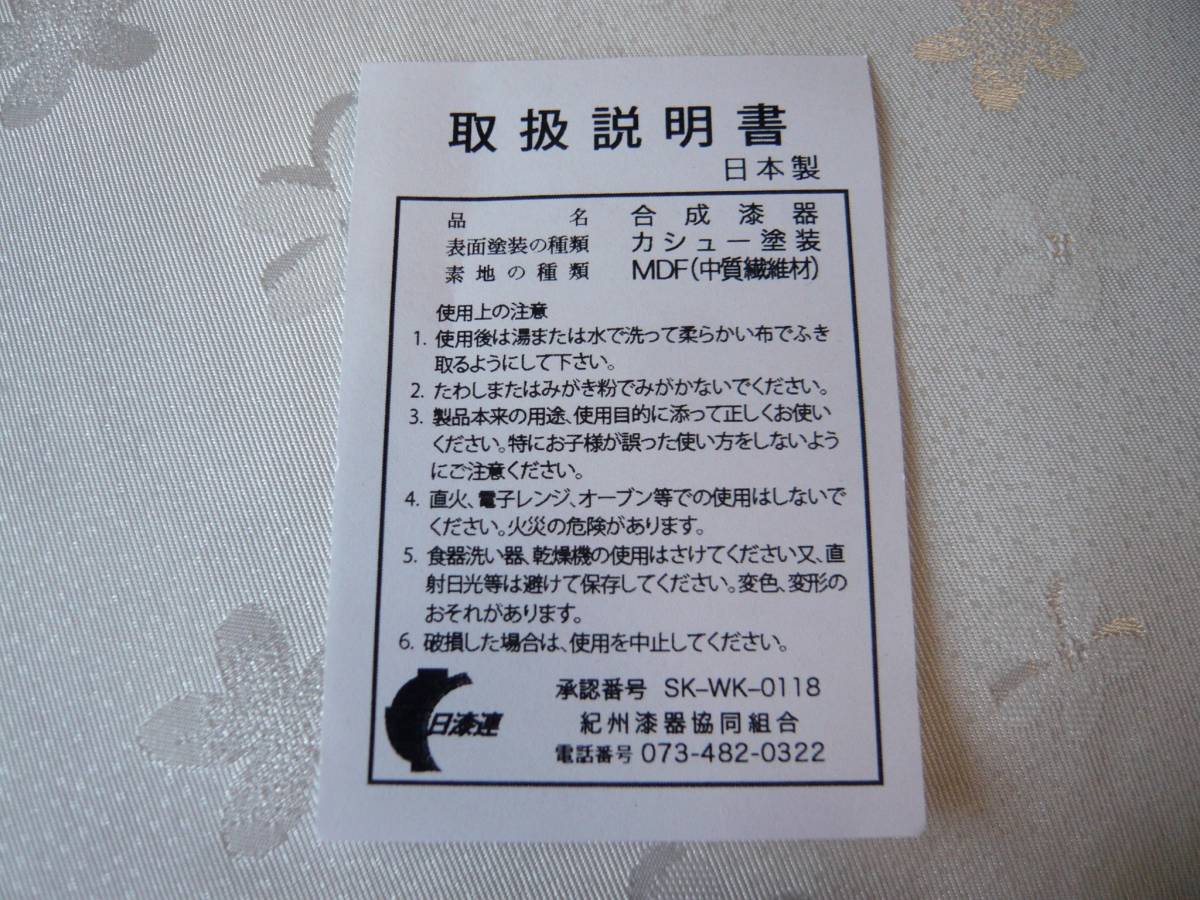 取扱説明書
日本製
品名 合成漆器
表面塗装の種類 カシュー塗装
素地の種類 MDF(中質繊維材)
使用上の注意
1. 使用後は湯または水で洗って柔らかい布でふき
取るようにして下さい。
2. たわしまたはみがき粉でみがかないでください。
3. 製品本来の用途、使用目的に添って正しくお使い
ください。特にお子様が誤った使い方をしないよう
にご注意ください。
4. 直火、電子レンジ、オーブン等での使用はしないで
ください。火災の危険があります。
5. 食器洗い器、乾燥機の使用はさけてください又、直
射日光等は避けて保存してください。変色、変形の
おそれがあります。
6. 破損した場合は、使用を中止してください。
日漆連
承認番号 SK-WK-0118
紀州漆器協同組合
電話番号 073-482-0322